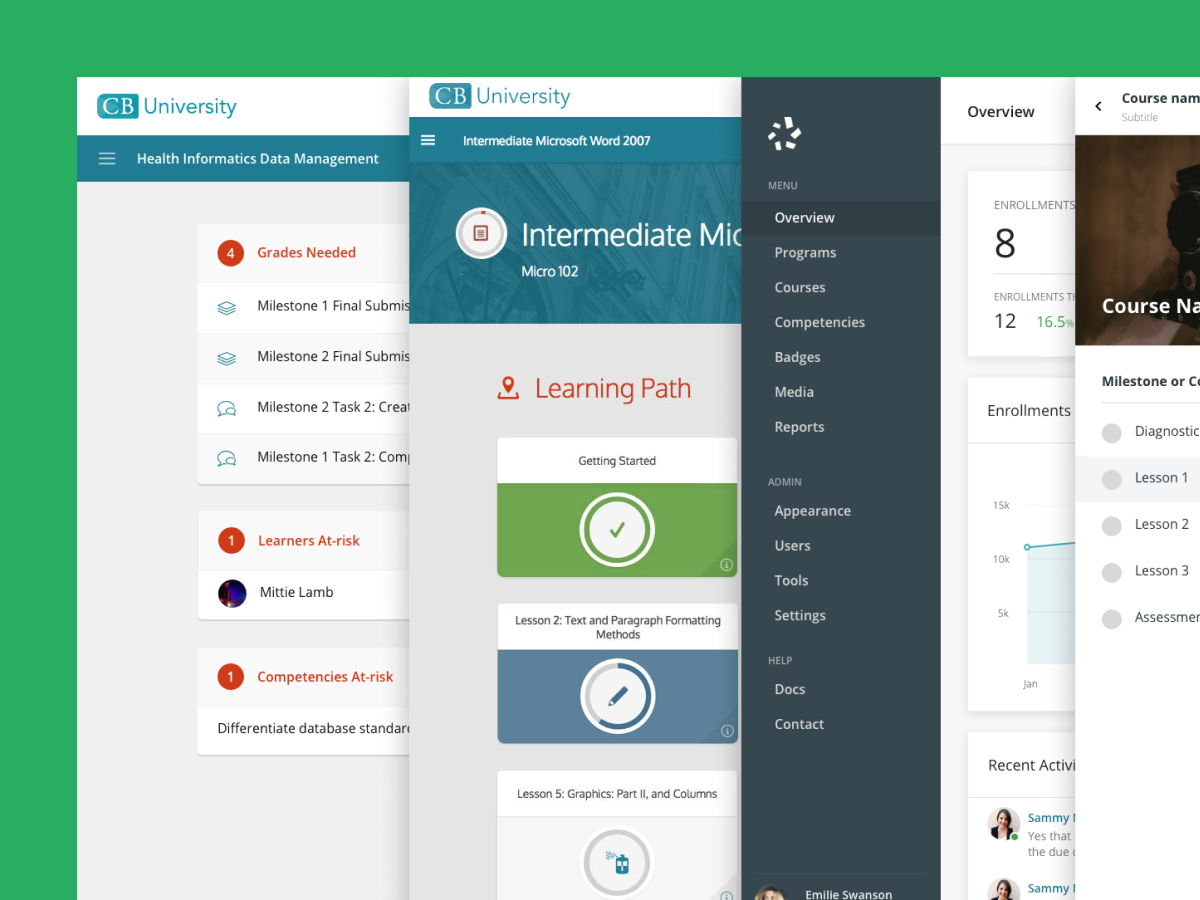 CB University
Health Informatics Data Management
4
Grades Needed
Milestone 1 Final Submis
Milestone 2 Final Submis
Milestone 2 Task 2: Creat
Milestone 1 Task 2: Comp
1
Learners At-risk
Mittie Lamb
1
Competencies At-risk
Differentiate database standard
CB University
Intermediate Microsoft Word 2007
Intermediate Mic
Micro 102
Learning Path
Getting Started
Lesson 2: Text and Paragraph Formatting
Methods
Lesson 5: Graphics: Part II, and Columns
MENU
Overview
Programs
Courses
Competencies
Badges
Media
Reports
ADMIN
Appearance
Users
Tools
Settings
HELP
Docs
Contact
Emilie Swanson
Overview
ENROLLMENTS
8
ENROLLMENTS TH
12 16.5%
Enrollments
15k
10k
5k
Jan
Recent Activi
Sammy
Yes that
the due
Sammy
Course nam
Subtitle
Course Na
Milestone or Co
Diagnostic
Lesson 1
Lesson 2
Lesson 3
Assessmen